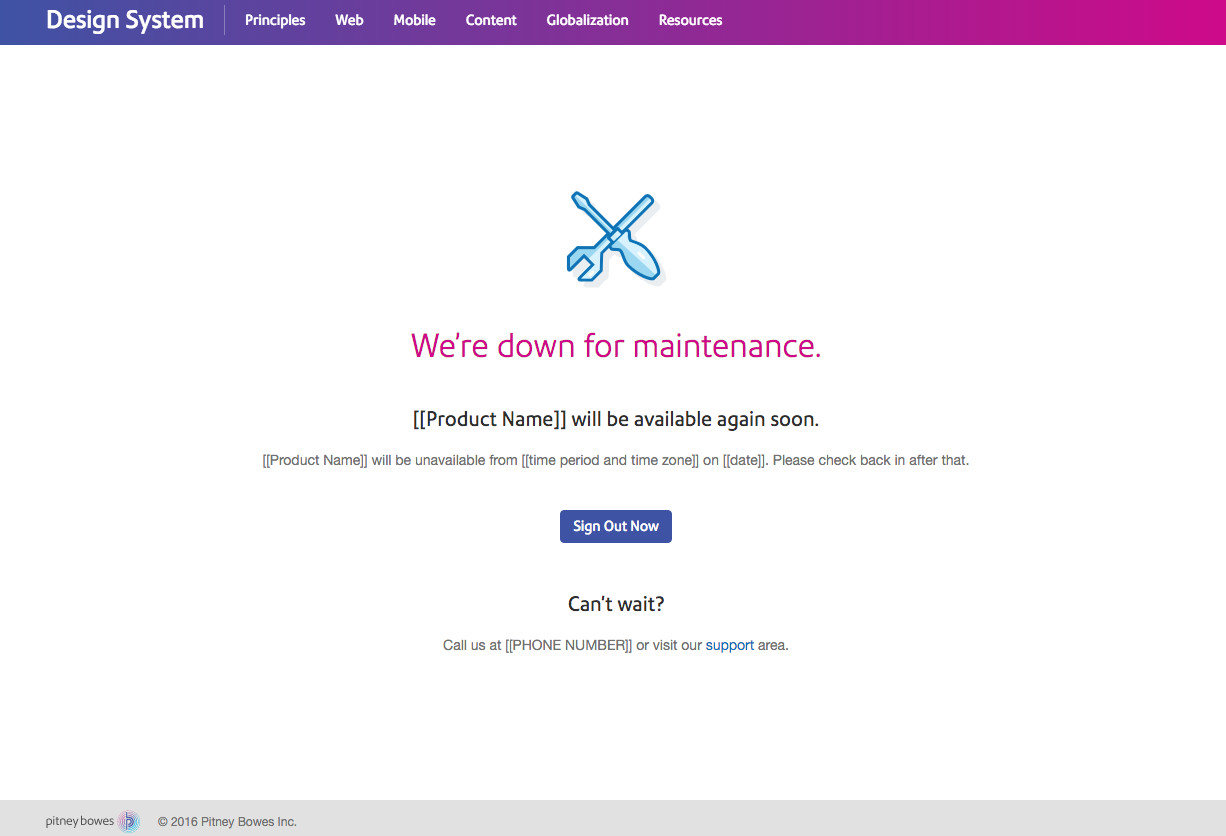 Design System Principles Web Mobile Content Globalization Resources
We're down for maintenance.
[[Product Name]] will be available again soon.
[[Product Name]] will be unavailable from [[time period and time zone]] on [[date]]. Please check back in after that.
Sign Out Now
Can't wait?
Call us at [[PHONE NUMBER]] or visit our support area.
pitney bowes © 2016 Pitney Bowes Inc.